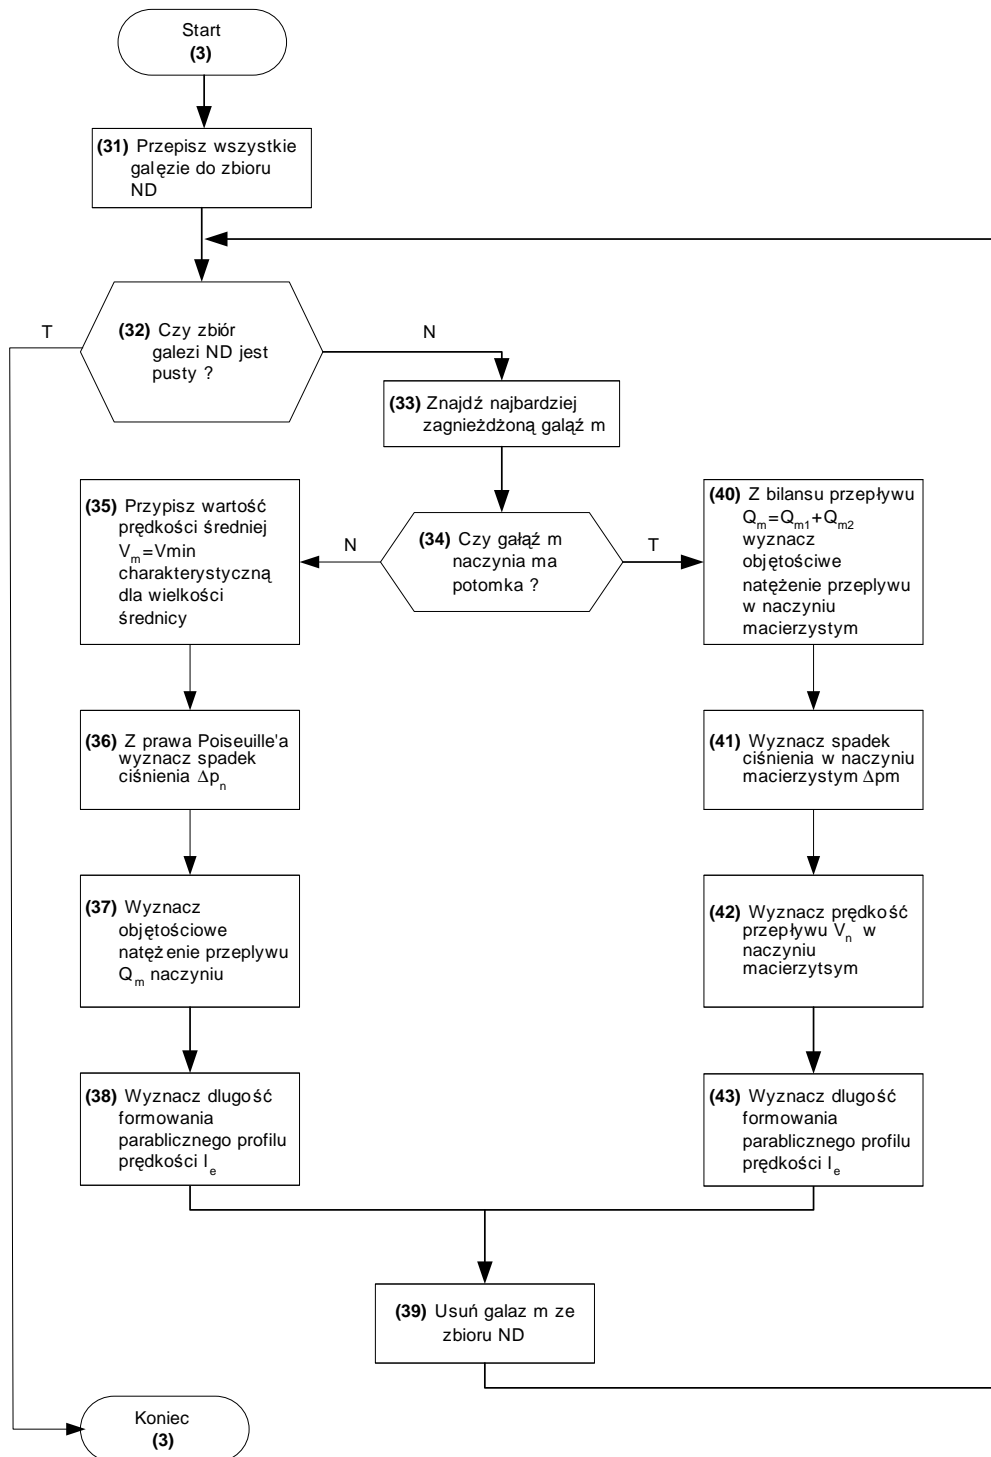 Start
(3)
(31) Przepisz wszystkie
galęzie do zbioru
ND
T
(32) Czy zbiór
galezi ND jest
pusty ?
N
(33) Znajdź najbardziej
zagnieżdżoną galąź m
(35) Przypisz wartość
prędkości średniej
Vm=Vmin
charakterystyczną
dla wielkości
średnicy
N
(34) Czy gałąź m
naczynia ma
potomka ?
T
(40) Z bilansu przepływu
Qm=Qm1+Qm2
wyznacz
objętościwe
natężenie przeplywu
w naczyniu
macierzystym
(36) Z prawa Poiseuille'a
wyznacz spadek
ciśnienia Δpn
(41) Wyznacz spadek
ciśnienia w naczyniu
macierzystym Δpm
(37) Wyznacz
objętościowe
natężenie przeplywu
Qm naczyniu
(42) Wyznacz prędkość
przepływu Vn w
naczyniu
macierzytsym
(38) Wyznacz dlugość
formowania
parablicznego profilu
prędkości le
(43) Wyznacz dlugość
formowania
parablicznego profilu
prędkości le
(39) Usuń galaz m ze
zbioru ND
Koniec
(3)